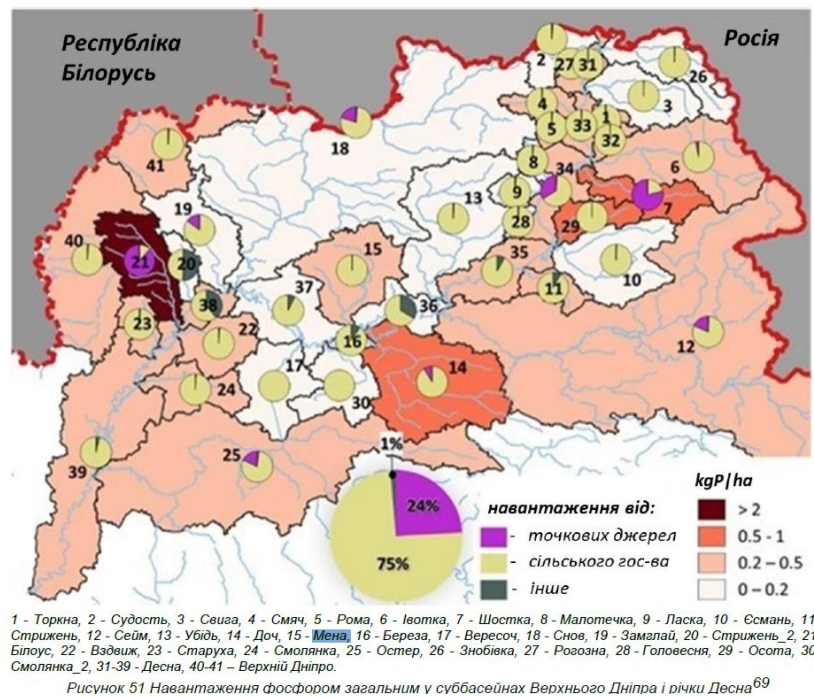 Республіка
Білорусь
Росія
2
27
31
26
3
4
1
5
33
32
18
41
8
6
34
13
9
7
19
28
29
40
15
35
21
20
10
37
36
11
38
23
22
16
12
17
14
24
30
39
25
1%
24%
75%
навантаження від:
- точкових джерел
- сільського гос-ва
- інше
kgP|ha
> 2
0.5 - 1
0.2 – 0.5
0 – 0.2
1 - Торкна, 2 - Судость, 3 - Свига, 4 - Смяч, 5 - Рома, 6 - Івотка, 7 - Шостка, 8 - Малотечка, 9 - Ласка, 10 - Єсмань, 11
Стрижень, 12 - Сейм, 13 - Убідь, 14 - Доч, 15 - Мена, 16 - Береза, 17 - Вересоч, 18 - Снов, 19 - Замглай, 20 - Стрижень_2, 21
Білоус, 22 - Вздвиж, 23 - Старуха, 24 - Смолянка, 25 - Остер, 26 - Знобівка, 27 - Рогозна, 28 - Головесня, 29 - Осота, 30
Смолянка_2, 31-39 - Десна, 40-41 – Верхній Дніпро.
Рисунок 51 Навантаження фосфором загальним у суббасейнах Верхнього Дніпра і річки Десна69